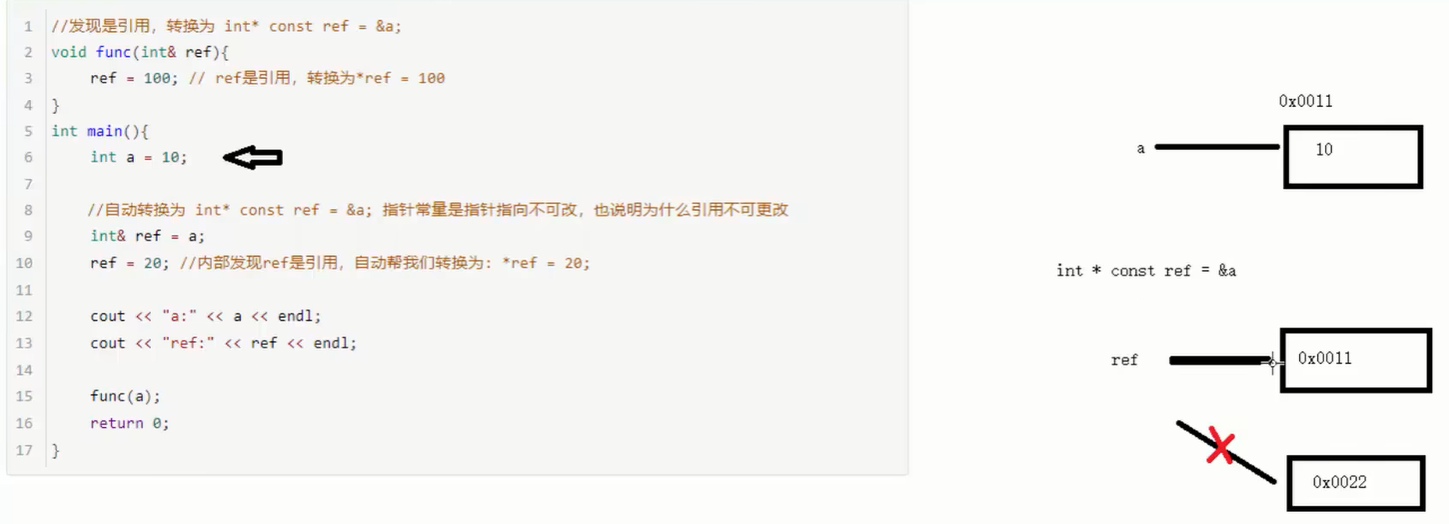 1 //发现是引用，转换为 int* const ref = &a;
2 void func(int& ref){
3     ref = 100; // ref是引用，转换为*ref = 100
4 }
5 int main(){
6     int a = 10;
7
8     //自动转换为 int* const ref = &a; 指针常量是指针指向不可改，也说明为什么引用不可更改
9     int& ref = a;
10     ref = 20; //内部发现ref是引用，自动帮我们转换为: *ref = 20;
11
12     cout << "a:" << a << endl;
13     cout << "ref:" << ref << endl;
14
15     func(a);
16     return 0;
17 }
0x0011
a 10
int * const ref = &a
ref 0x0011
0x0022